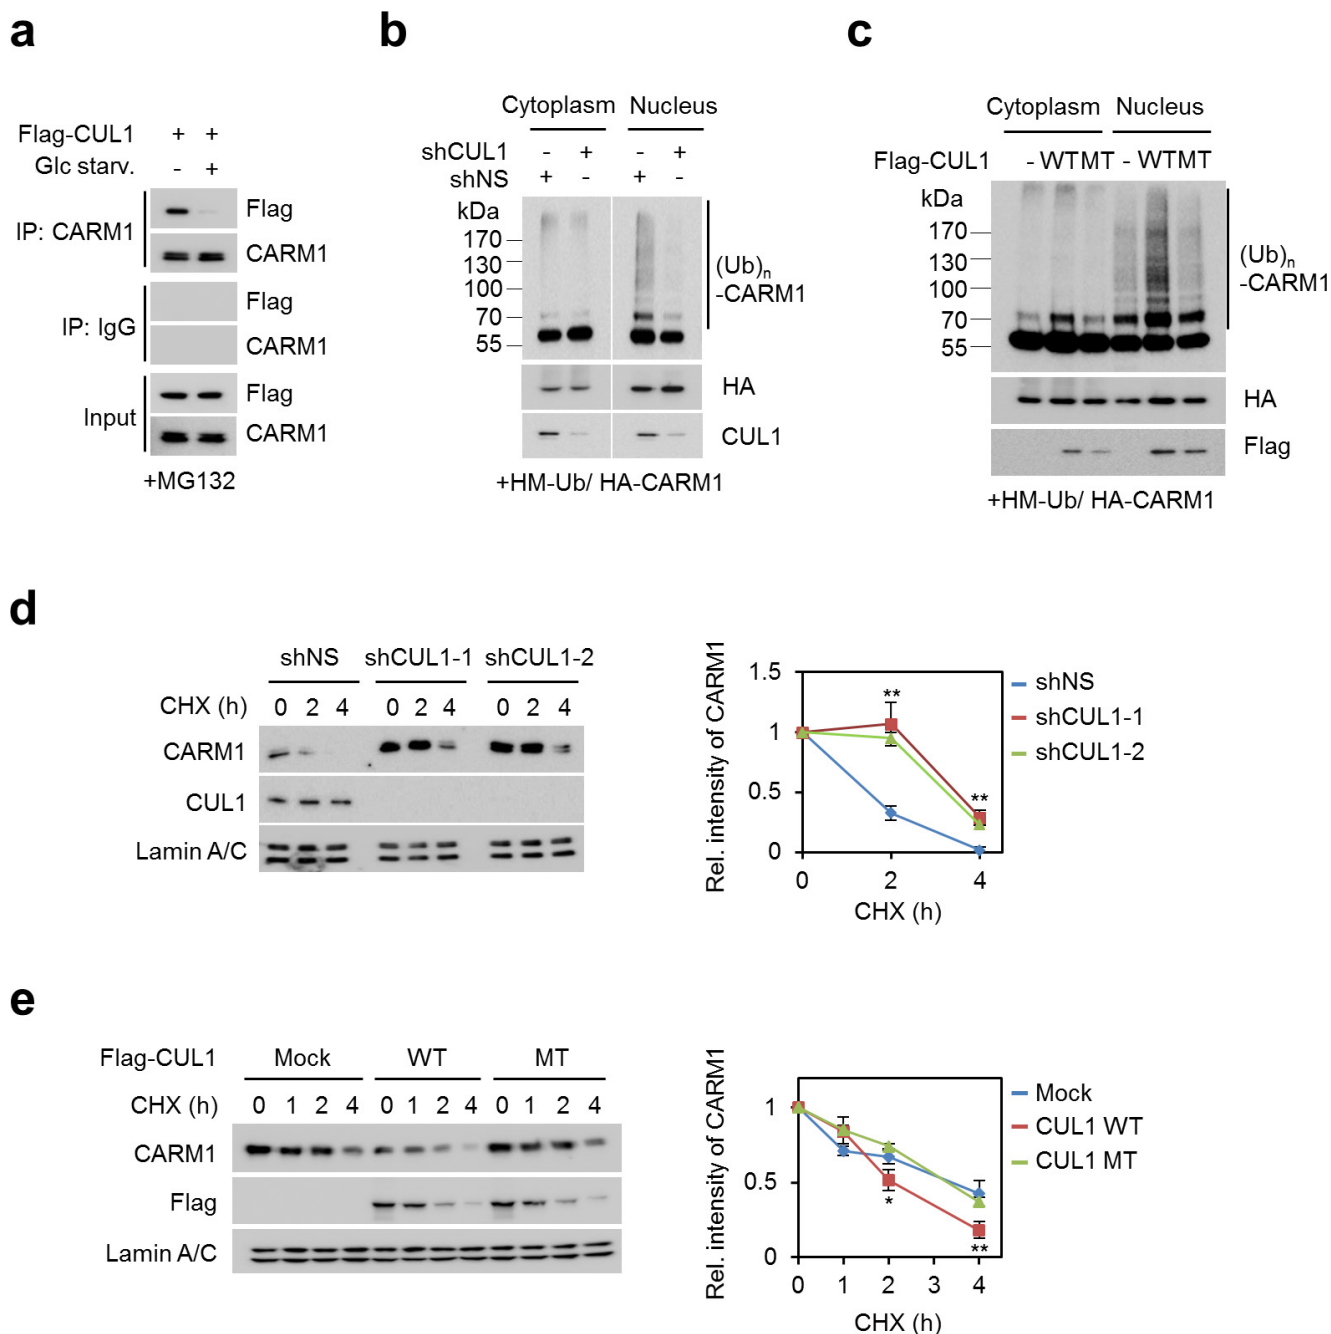 a
Flag-CUL1 + +
Glc starv. - +
IP: CARM1
Flag
CARM1
IP: IgG
Flag
CARM1
Input
Flag
CARM1
+MG132
b
Cytoplasm Nucleus
shCUL1 - + - +
shNS + - + -
kDa
170
130
100
70
55
(Ub)n
-CARM1
HA
CUL1
+HM-Ub/ HA-CARM1
c
Cytoplasm Nucleus
Flag-CUL1 - WTMT - WTMT
kDa
170
130
100
70
55
(Ub)n
-CARM1
HA
Flag
+HM-Ub/ HA-CARM1
d
shNS shCUL1-1 shCUL1-2
CHX (h) 0 2 4 0 2 4 0 2 4
CARM1
CUL1
Lamin A/C
Rel. intensity of CARM1
1.5
1
0.5
0
**
**
0 2 4
CHX (h)
shNS
shCUL1-1
shCUL1-2
e
Flag-CUL1 Mock WT MT
CHX (h) 0 1 2 4 0 1 2 4 0 1 2 4
CARM1
Flag
Lamin A/C
Rel. intensity of CARM1
1
0.5
0
*
**
0 1 2 3 4
CHX (h)
Mock
CUL1 WT
CUL1 MT